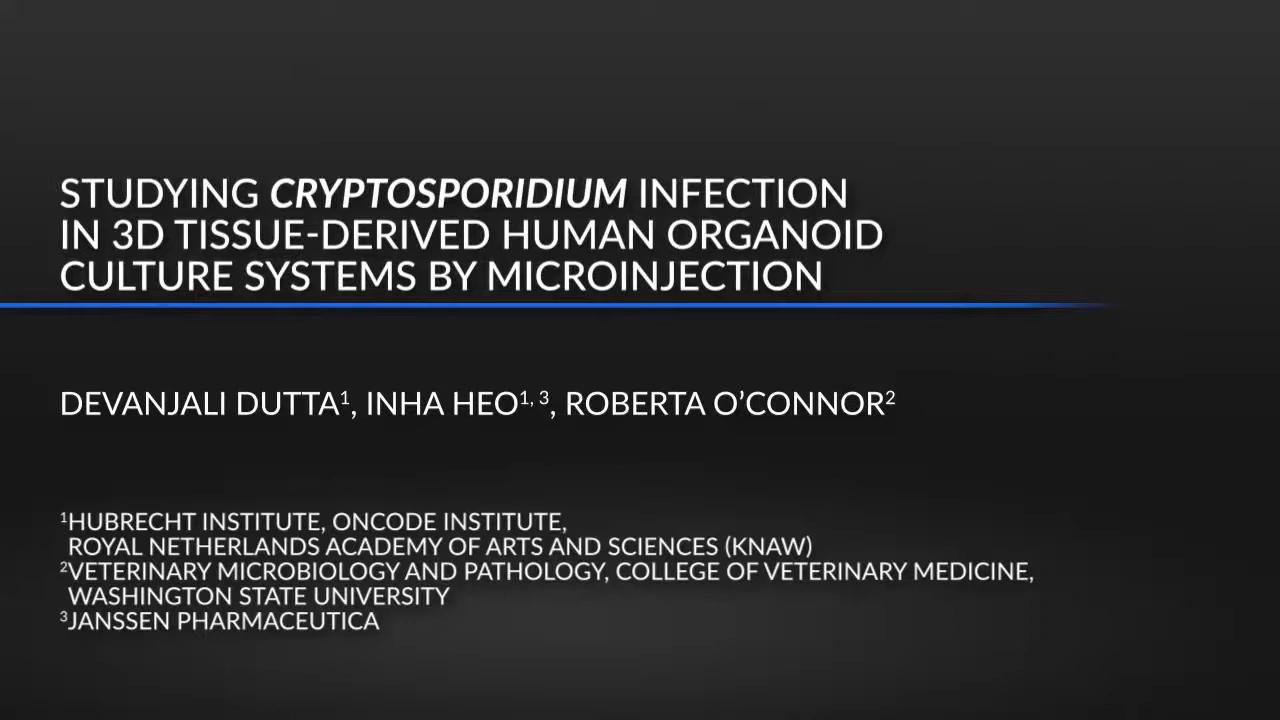 STUDYING CRYPTOSPORIDIUM INFECTION
IN 3D TISSUE-DERIVED HUMAN ORGANOID
CULTURE SYSTEMS BY MICROINJECTION
DEVANJALI DUTTA¹, INHA HEO¹, ³, ROBERTA O’CONNOR²
¹HUBRECHT INSTITUTE, ONCODE INSTITUTE,
ROYAL NETHERLANDS ACADEMY OF ARTS AND SCIENCES (KNAW)
²VETERINARY MICROBIOLOGY AND PATHOLOGY, COLLEGE OF VETERINARY MEDICINE,
WASHINGTON STATE UNIVERSITY
³JANSSEN PHARMACEUTICA